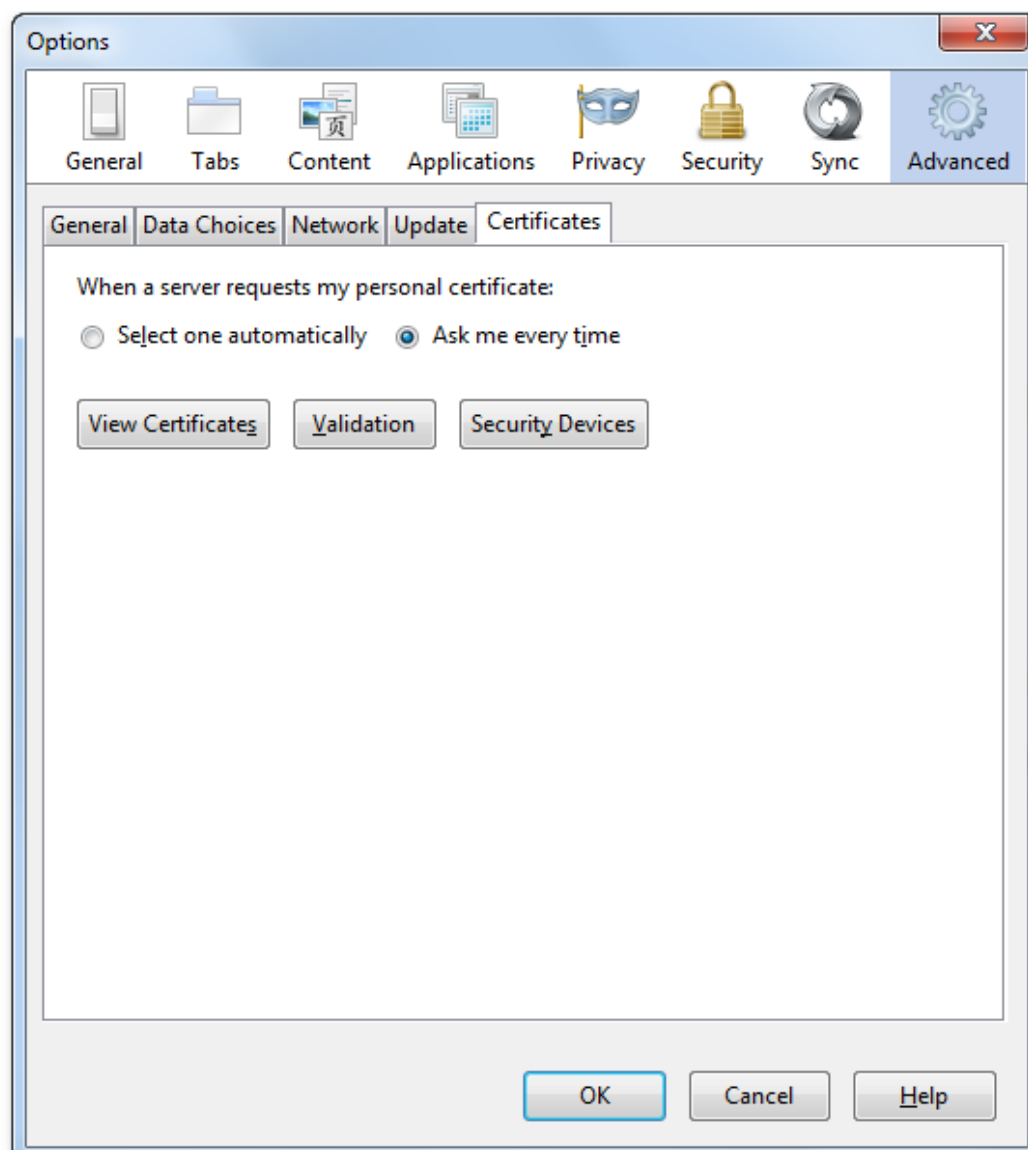 Options
页
General Tabs Content Applications Privacy Security Sync Advanced
General Data Choices Network Update Certificates
When a server requests my personal certificate:
Select one automatically Ask me every time
View Certificates Validation Security Devices
OK Cancel Help